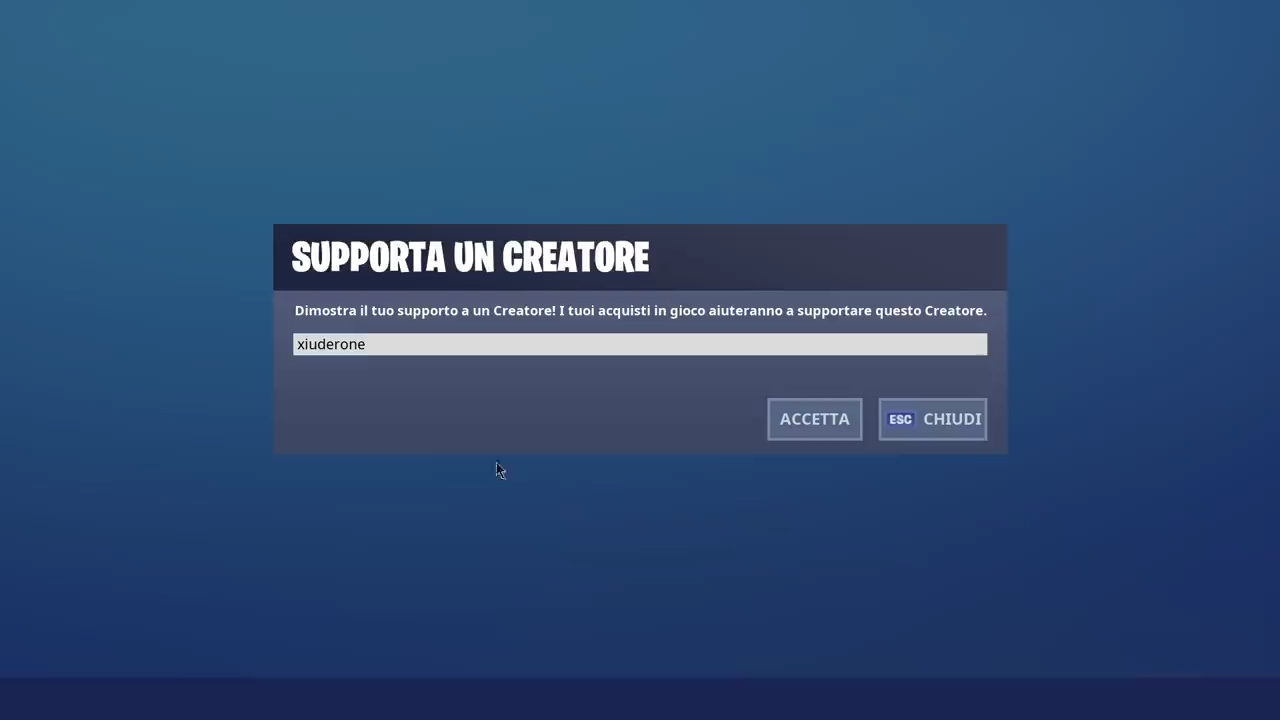 SUPPORTA UN CREATORE
Dimostra il tuo supporto a un Creatore! I tuoi acquisti in gioco aiuteranno a supportare questo Creatore.
xiuderone
ACCETTA
ESC CHIUDI